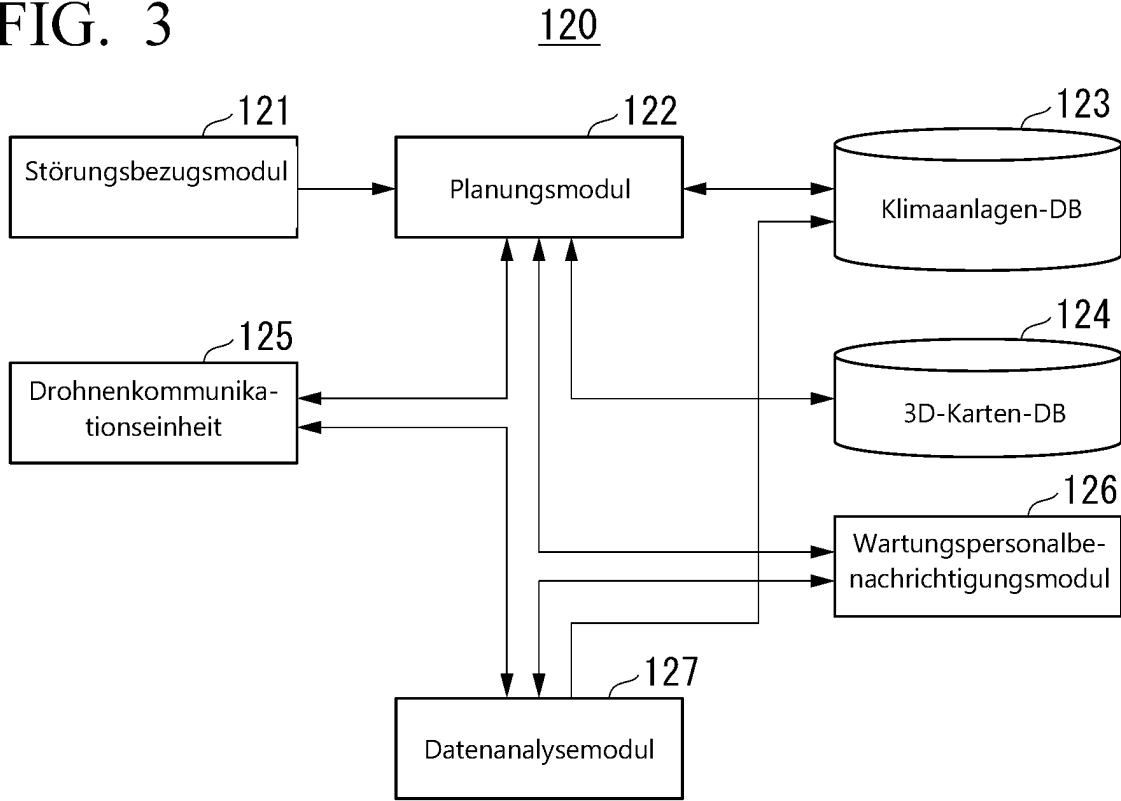 FIG. 3
120
121
Störungsbezugsmodul
122
Planungsmodul
123
Klimaanlagen-DB
124
3D-Karten-DB
125
Drohnenkommunika-
tionseinheit
126
Wartungspersonalbe-
nachrichtigungsmodul
127
Datenanalysemodul